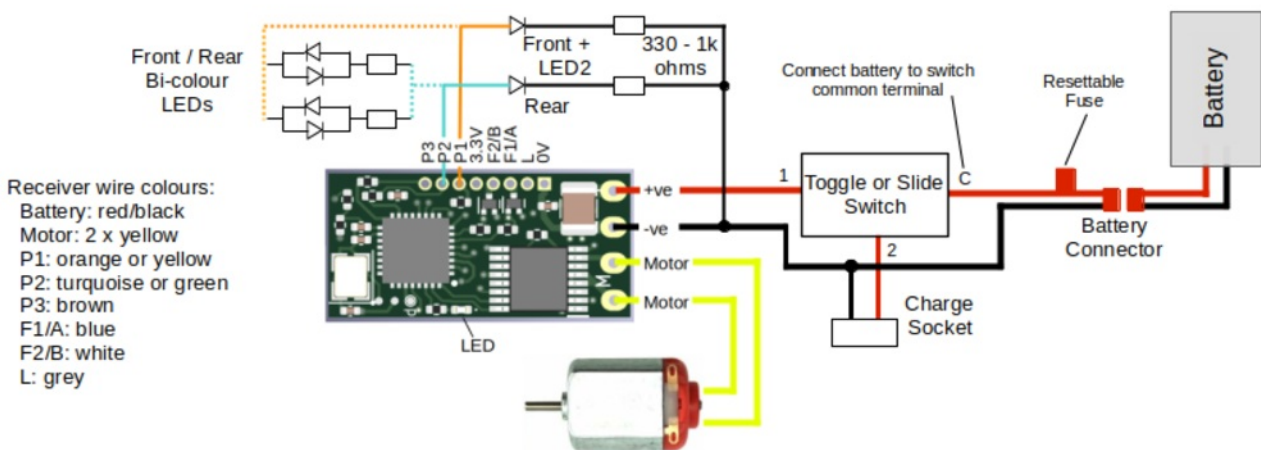 Front / Rear
Bi-colour
LEDs
Front +
LED2
Rear
330 - 1k
ohms
Connect battery to switch
common terminal
Resettable
Fuse
Battery
P3
P2
P1
3.3V
F2/B
F1/A
L
0V
Receiver wire colours:
Battery: red/black
Motor: 2 x yellow
P1: orange or yellow
P2: turquoise or green
P3: brown
F1/A: blue
F2/B: white
L: grey
+ve
-ve
Motor
Motor
M
LED
1
Toggle or Slide
Switch
C
2
Battery
Connector
Charge
Socket